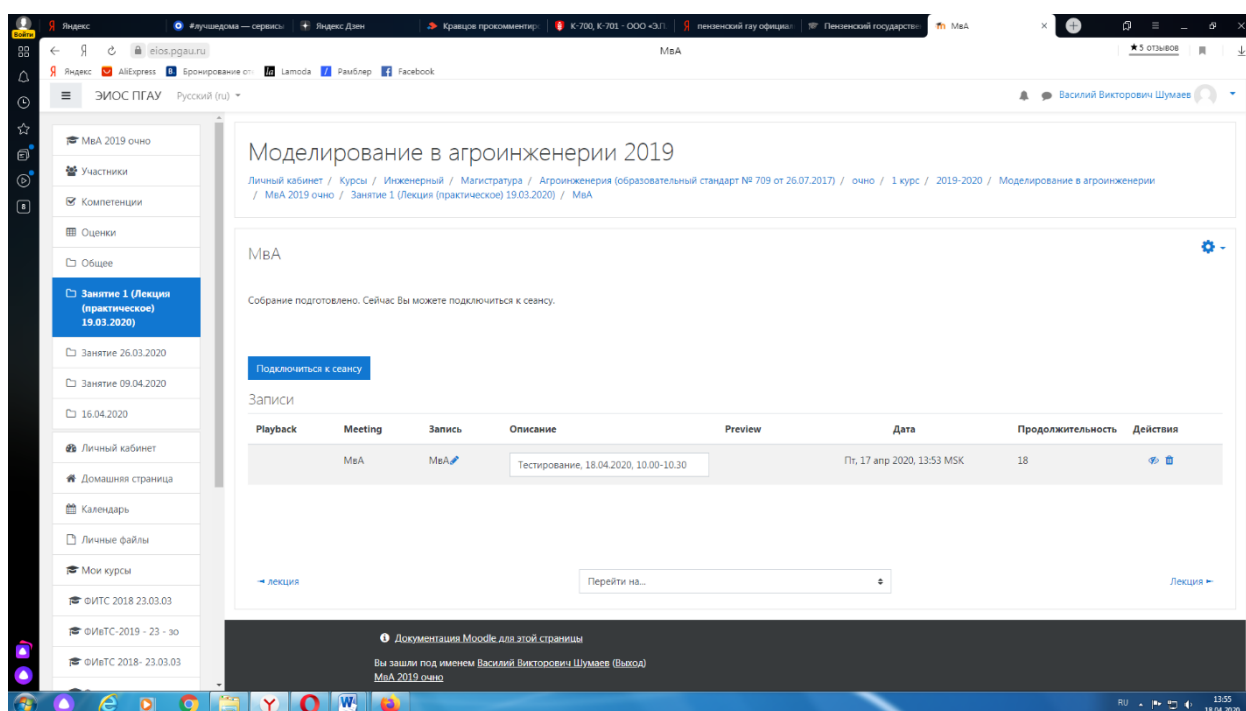 Войти
Яндекс
#лучшедома — сервисы
Яндекс.Дзен
Кравцов прокомментир
К-700, К-701 - ООО «Э.П.
пензенский гау официал
Пензенский государстве
МвА
eios.pgau.ru
МвА
★ 5 отзывов
Яндекс
AliExpress
Бронирование от
Lamoda
Рамблер
Facebook
ЭИОС ПГАУ
Русский (ru)
Василий Викторович Шумаев
МвА 2019 очно
Участники
Компетенции
Оценки
Общее
Занятие 1 (Лекция
(практическое)
19.03.2020)
Занятие 26.03.2020
Занятие 09.04.2020
16.04.2020
Личный кабинет
Домашняя страница
Календарь
Личные файлы
Мои курсы
ФИТС 2018 23.03.03
ФИвТС-2019 - 23 - зо
ФИвТС 2018- 23.03.03
Моделирование в агроинженерии 2019
Личный кабинет / Курсы / Инженерный / Магистратура / Агроинженерия (образовательный стандарт № 709 от 26.07.2017) / очно / 1 курс / 2019-2020 / Моделирование в агроинженерии
/ МвА 2019 очно / Занятие 1 (Лекция (практическое) 19.03.2020) / МвА
МвА
Собрание подготовлено. Сейчас Вы можете подключиться к сеансу.
Подключиться к сеансу
Записи
Playback Meeting Запись Описание Preview Дата Продолжительность Действия
МвА МвА Тестирование, 18.04.2020, 10.00-10.30 Пт, 17 апр 2020, 13:53 MSK 18
◄ лекция
Перейти на...
Лекция ►
Документация Moodle для этой страницы
Вы зашли под именем Василий Викторович Шумаев (Выход)
МвА 2019 очно
RU
13:55
18.04.2020